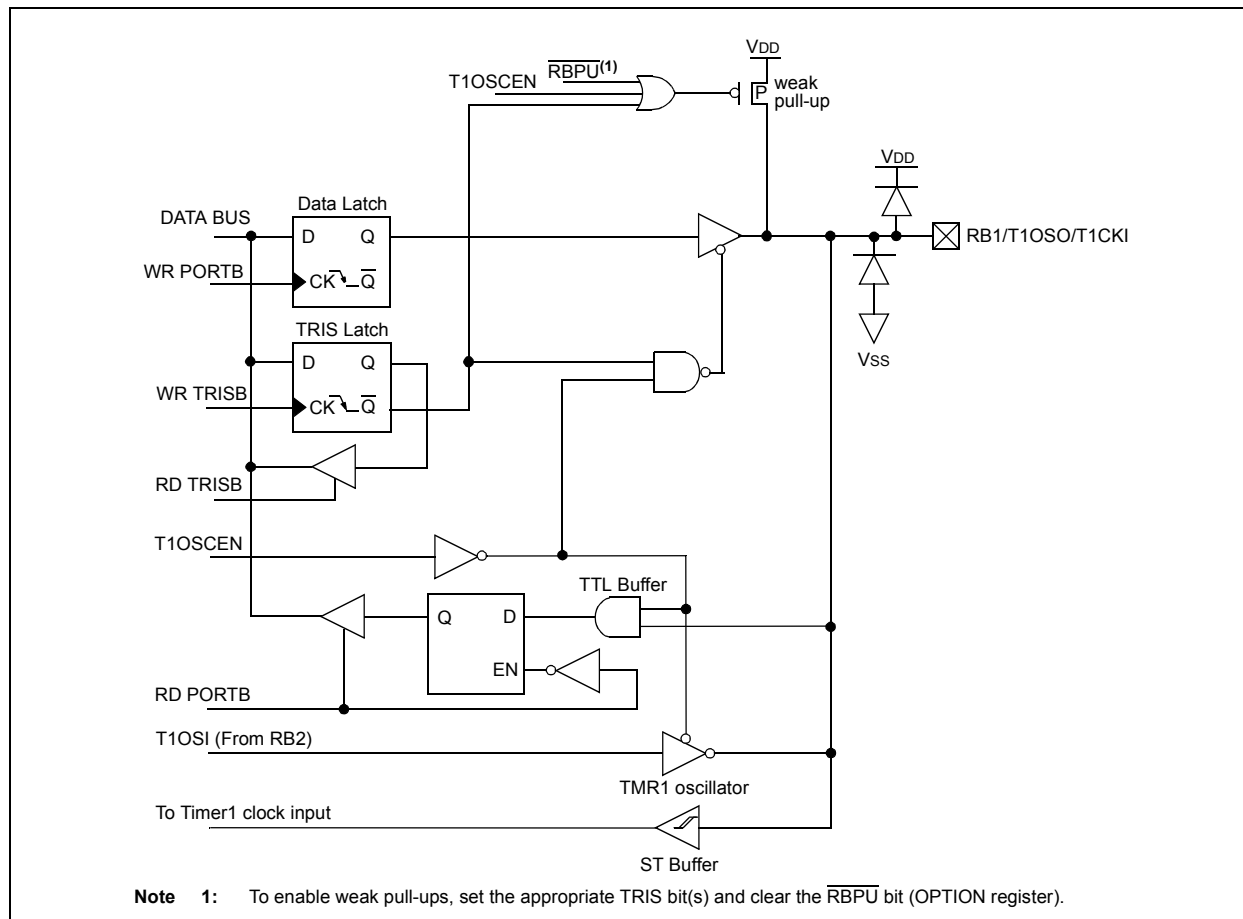 VDD
RBPU(1)
T1OSCEN
P
weak
pull-up
VDD
Data Latch
DATA BUS
D Q
RB1/T1OSO/T1CKI
WR PORTB
CK Q
TRIS Latch
VSS
D Q
WR TRISB
CK Q
RD TRISB
T1OSCEN
TTL Buffer
Q D
EN
RD PORTB
T1OSI (From RB2)
TMR1 oscillator
To Timer1 clock input
ST Buffer
Note 1: To enable weak pull-ups, set the appropriate TRIS bit(s) and clear the RBPU bit (OPTION register).